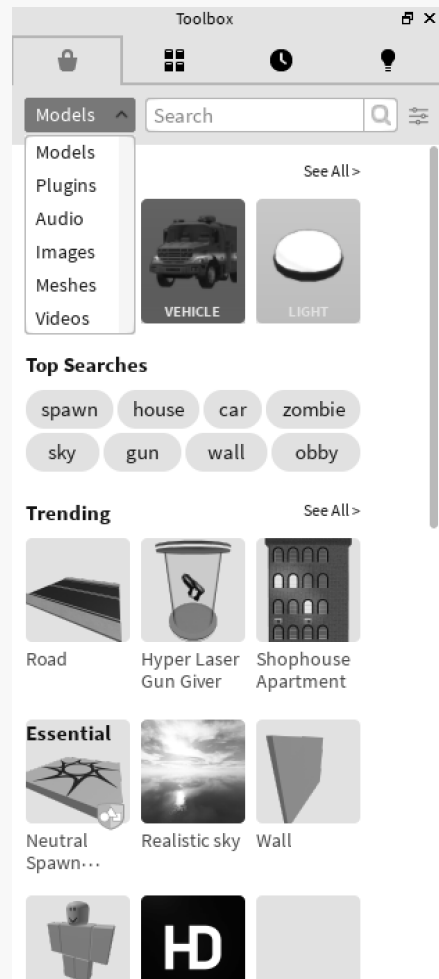 Toolbox
Models
Search
Models
Plugins
Audio
Images
Meshes
Videos
See All >
VEHICLE
LIGHT
Top Searches
spawn house car zombie
sky gun wall obby
Trending
See All >
Road
Hyper Laser
Gun Giver
Shophouse
Apartment
Essential
Neutral
Spawn...
Realistic sky
Wall
HD